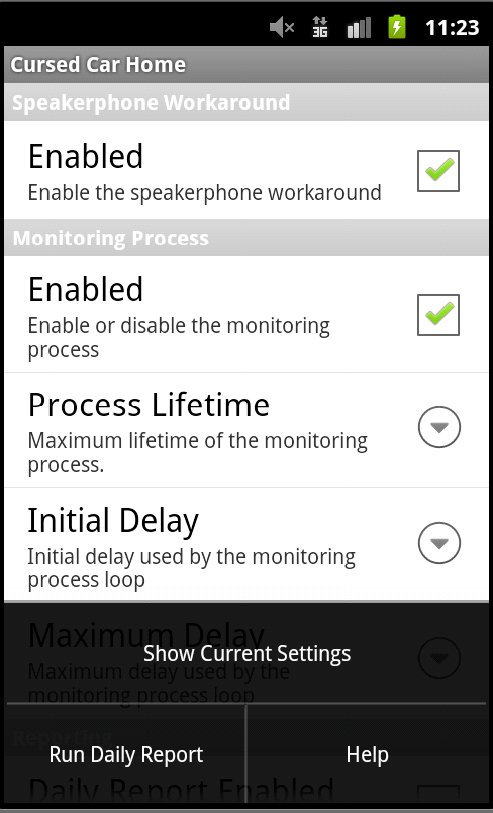 3G 11:23
Cursed Car Home
Speakerphone Workaround
Enabled
Enable the speakerphone workaround
Monitoring Process
Enabled
Enable or disable the monitoring
process
Process Lifetime
Maximum lifetime of the monitoring
process.
Initial Delay
Initial delay used by the monitoring
process loop
Maximum Delay
Show Current Settings
Maximum delay used by the
monitoring process loop
Reporting
Run Daily Report Help
Daily Report Enabled